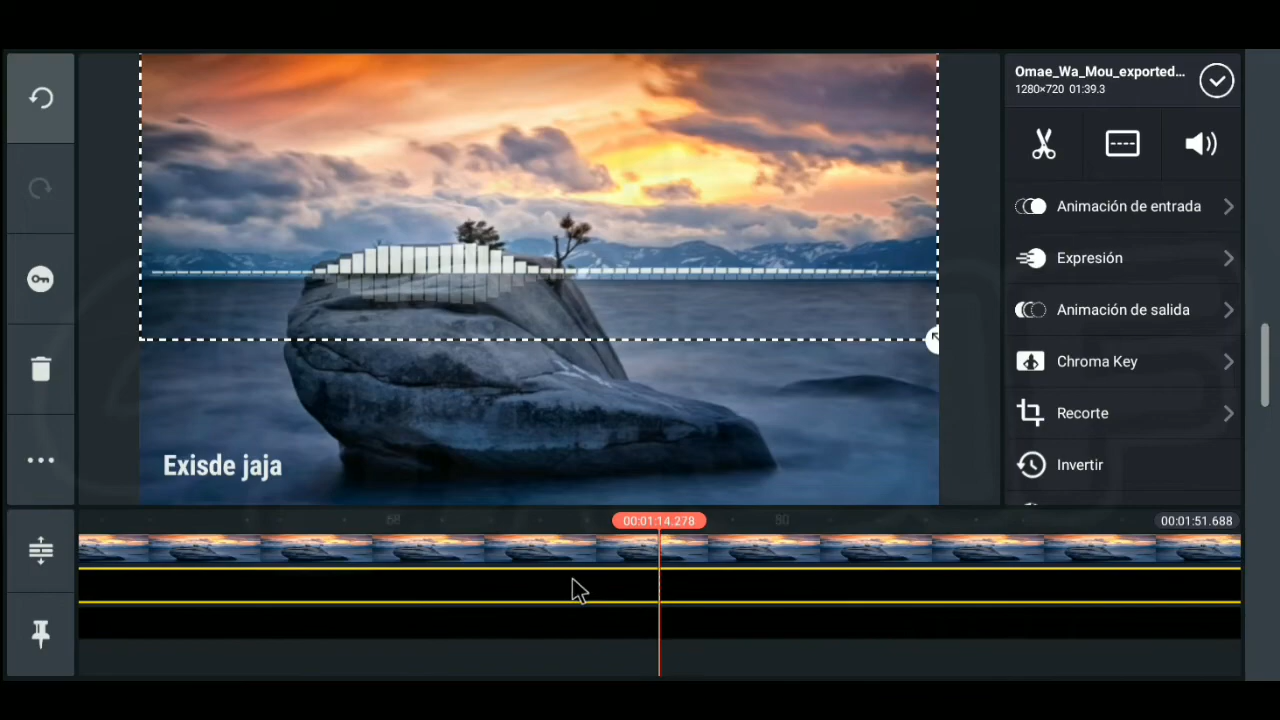 Omae_Wa_Mou_exported...
1280×720 01:39.3
Animación de entrada
Expresión
Animación de salida
Chroma Key
Recorte
Invertir
Exisde jaja
00:01:14.278
00:01:51.688